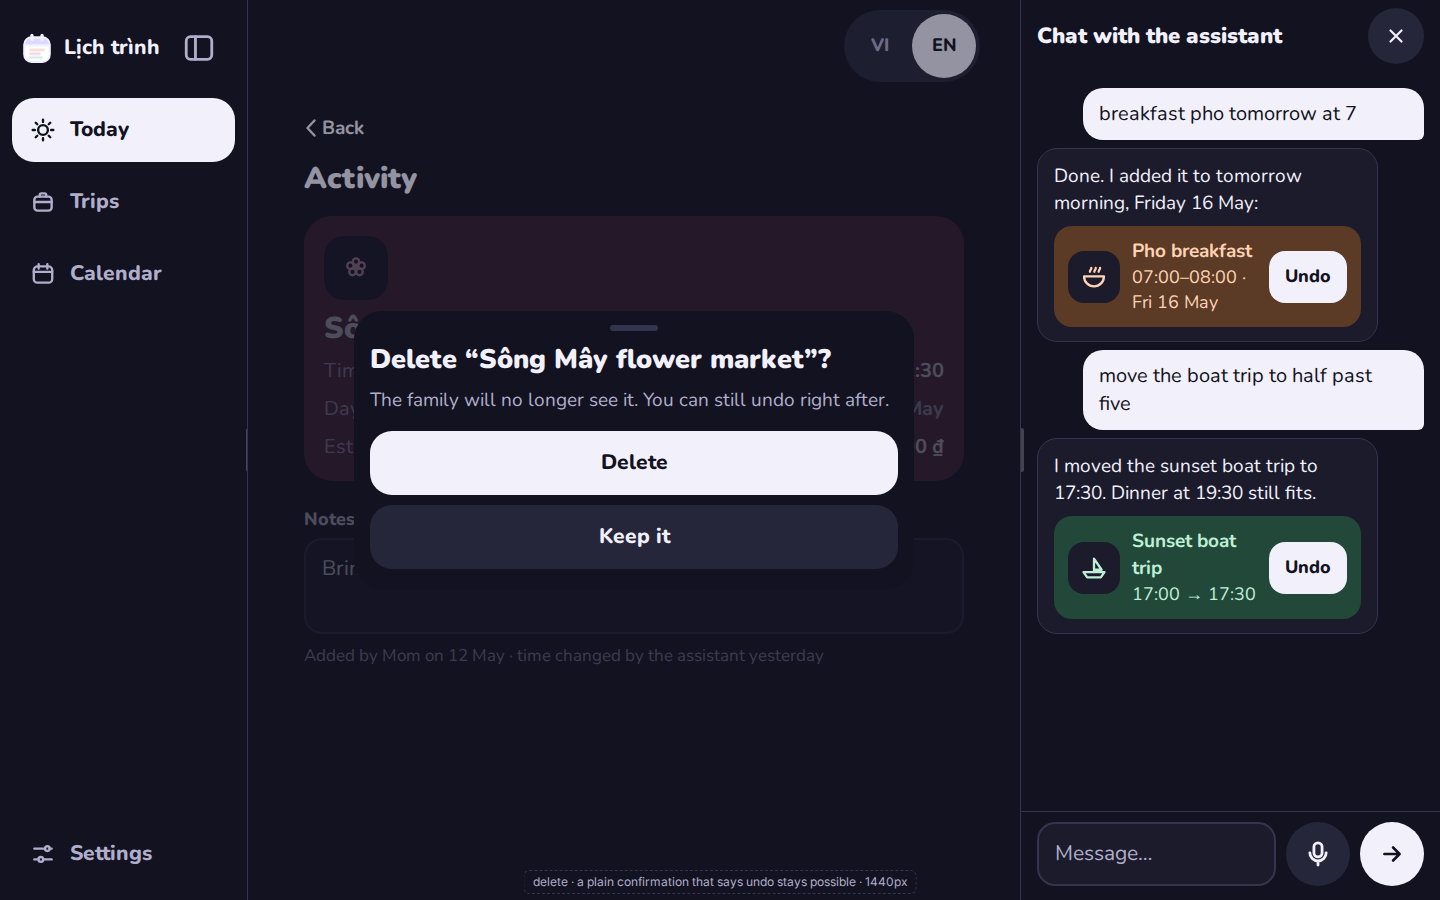 Lịch trình
Today
Trips
Calendar
Settings
VI
EN
Back
Activity
Delete “Sông Mây flower market”?
The family will no longer see it. You can still undo right after.
Delete
Keep it
:30
May
0 ₫
Notes
Added by Mom on 12 May · time changed by the assistant yesterday
delete · a plain confirmation that says undo stays possible · 1440px
Chat with the assistant
breakfast pho tomorrow at 7
Done. I added it to tomorrow
morning, Friday 16 May:
Pho breakfast
07:00–08:00 ·
Fri 16 May
Undo
move the boat trip to half past
five
I moved the sunset boat trip to
17:30. Dinner at 19:30 still fits.
Sunset boat
trip
17:00 → 17:30
Undo
Message...